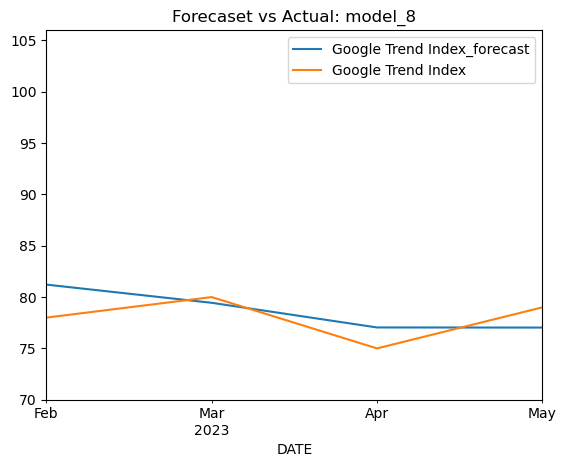 Forecaset vs Actual: model_8
Google Trend Index_forecast
Google Trend Index
105
100
95
90
85
80
75
70
Feb
Mar
Apr
May
2023
DATE